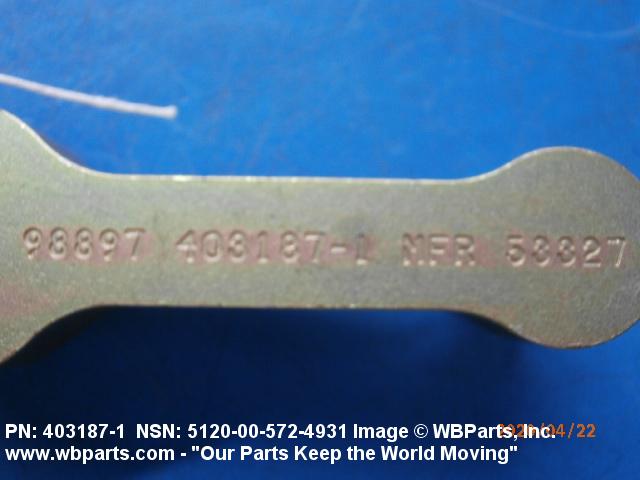 98897 403187-1 MFR 53327
PN: 403187-1 NSN: 5120-00-572-4931 Image © WBParts, Inc.
www.wbparts.com - "Our Parts Keep the World Moving"